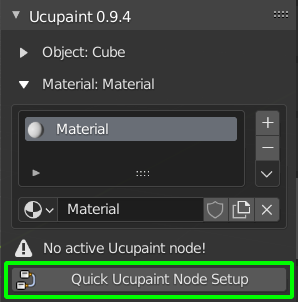 Ucupaint 0.9.4
Object: Cube
Material: Material
Material
Material
No active Ucupaint node!
Quick Ucupaint Node Setup